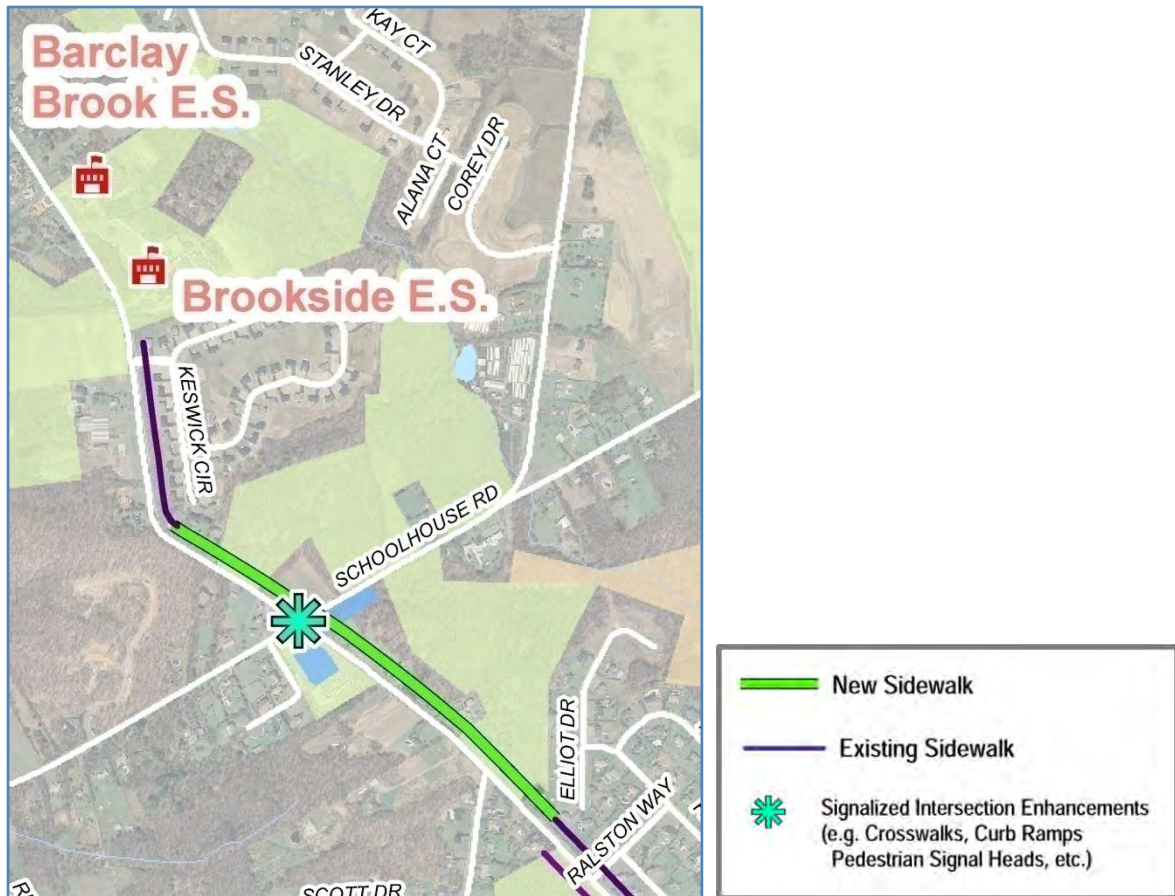 Barclay
Brook E.S.
KAY CT
STANLEY DR
ALANA CT
COREY DR
Brookside E.S.
KESWICK CIR
SCHOOLHOUSE RD
ELLIOT DR
RALSTON WAY
SCOTT DR
New Sidewalk
Existing Sidewalk
Signalized Intersection Enhancements
(e.g. Crosswalks, Curb Ramps
Pedestrian Signal Heads, etc.)